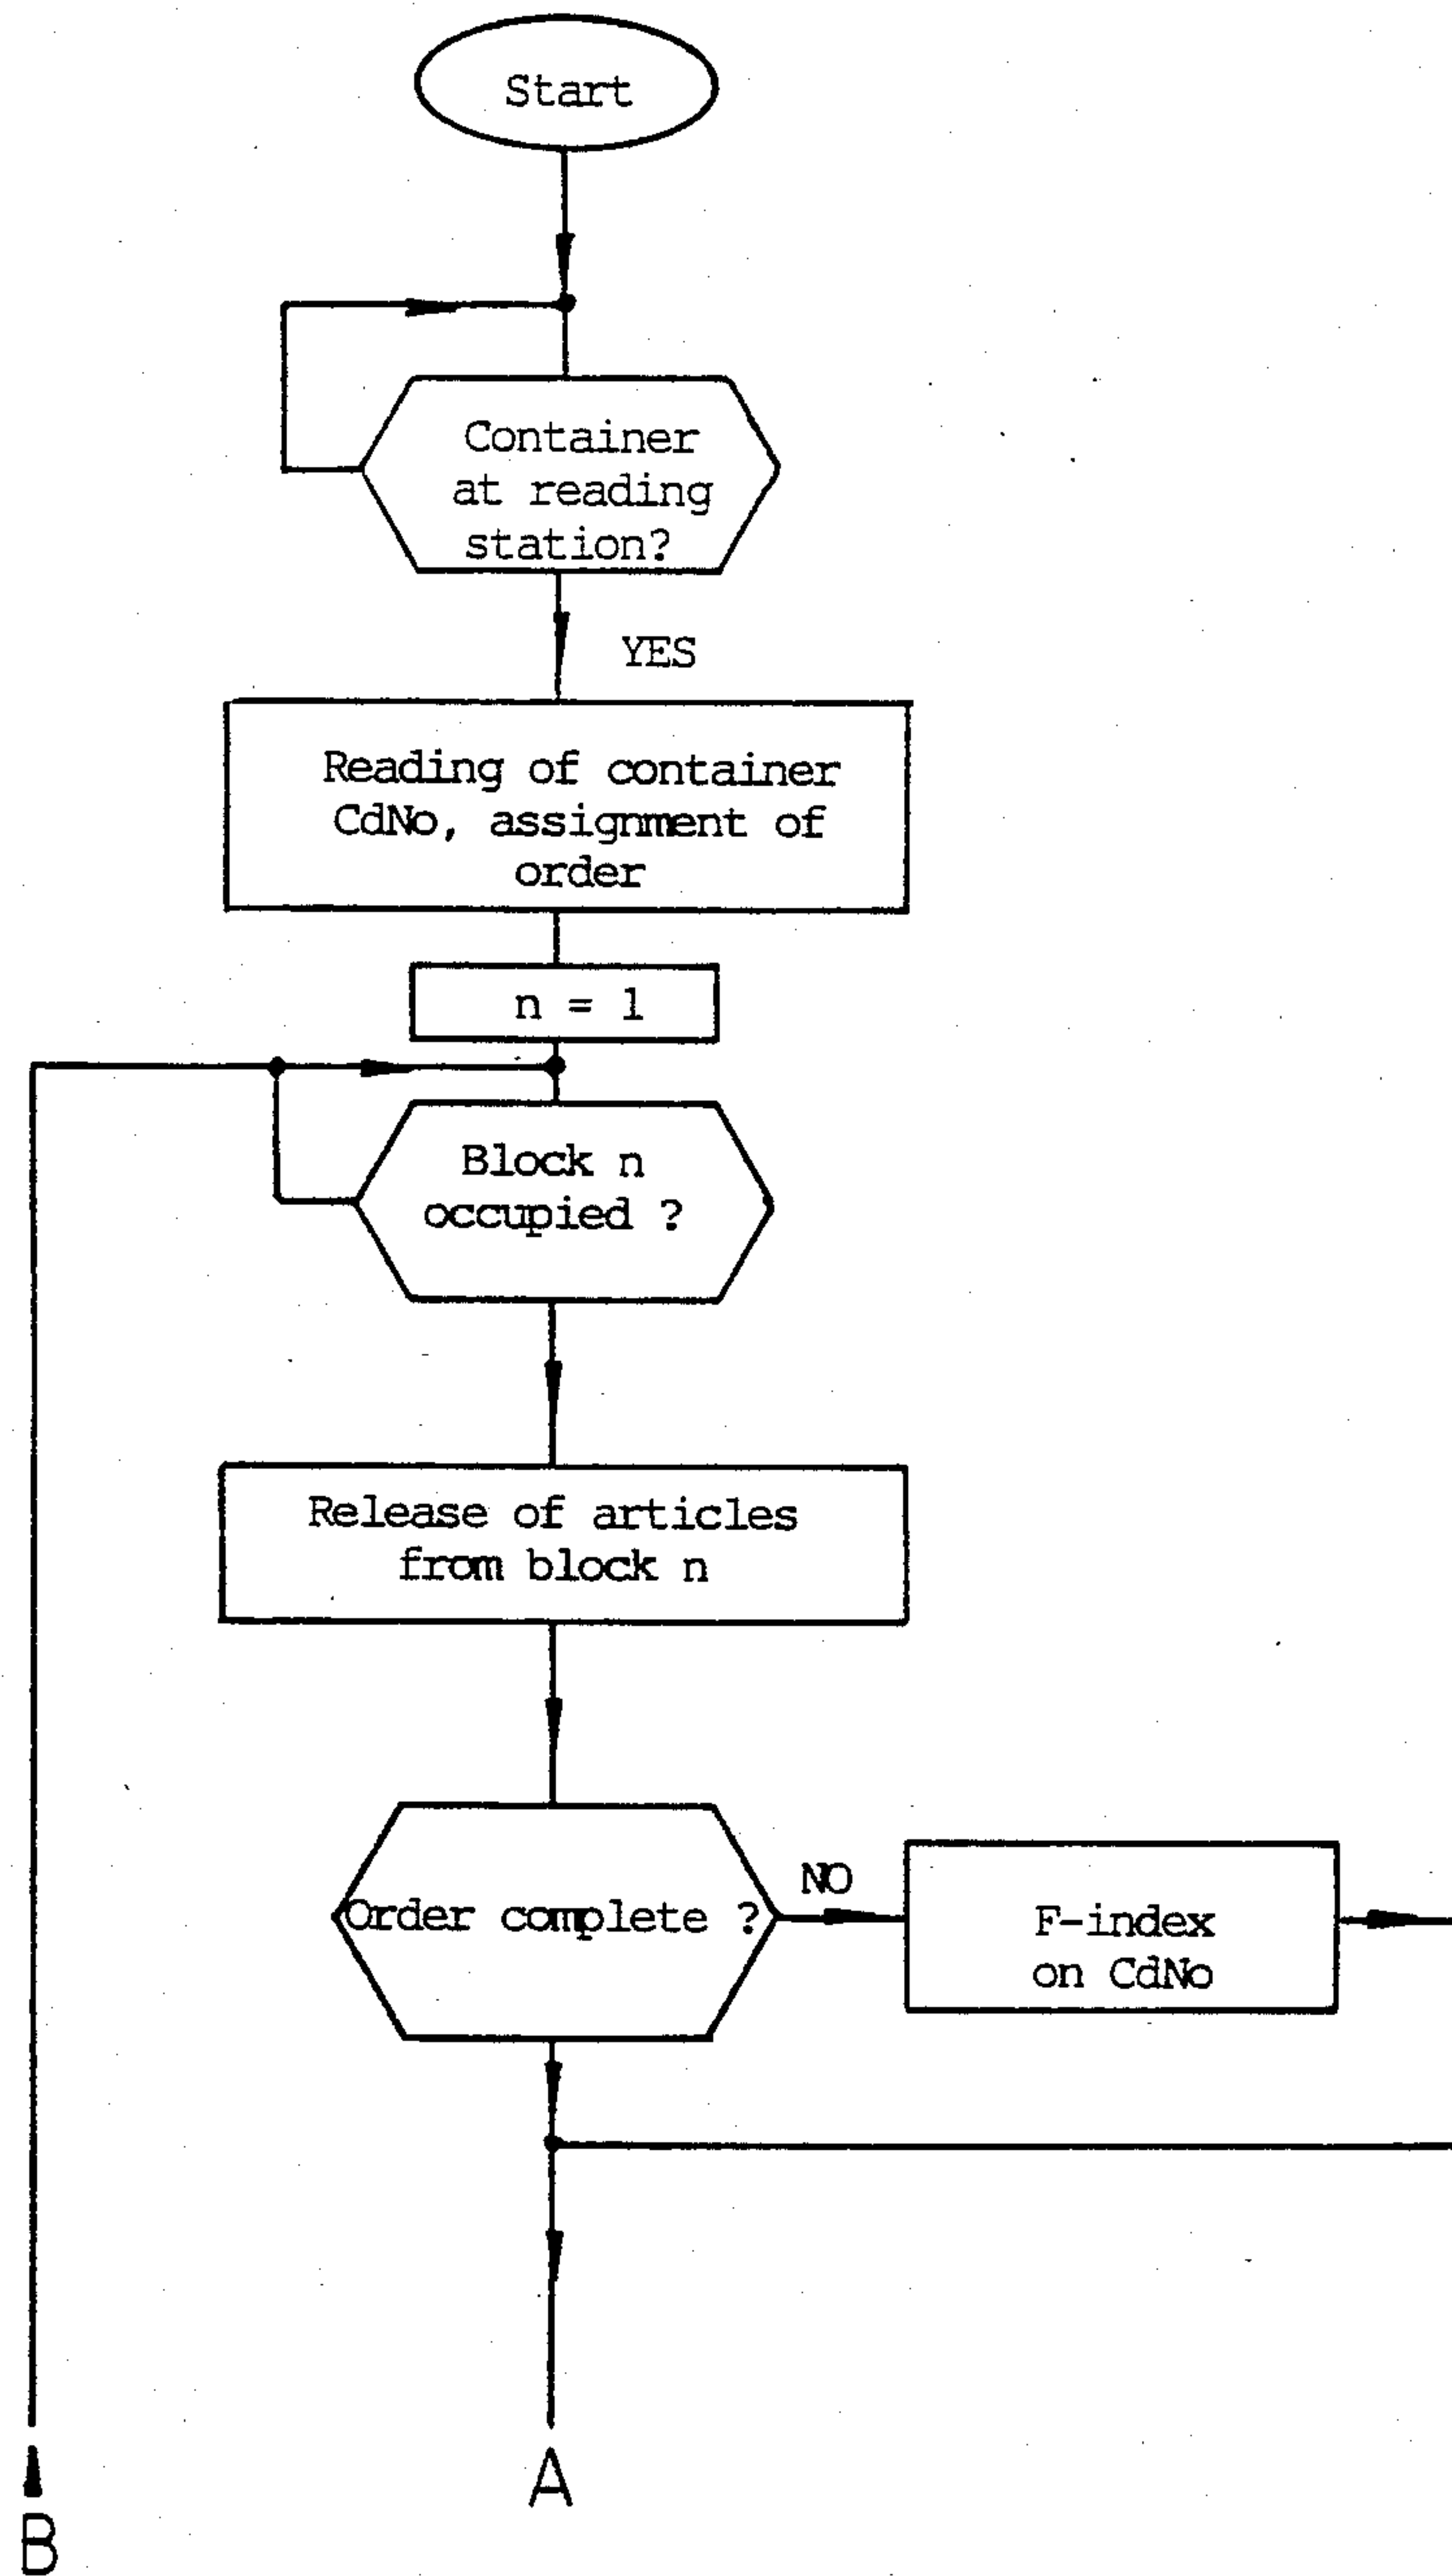 Start
Container
at reading
station?
YES
Reading of container
CdNo, assignment of
order
n = 1
Block n
occupied ?
Release of articles
from block n
Order complete ?
NO
F-index
on CdNo
A
B